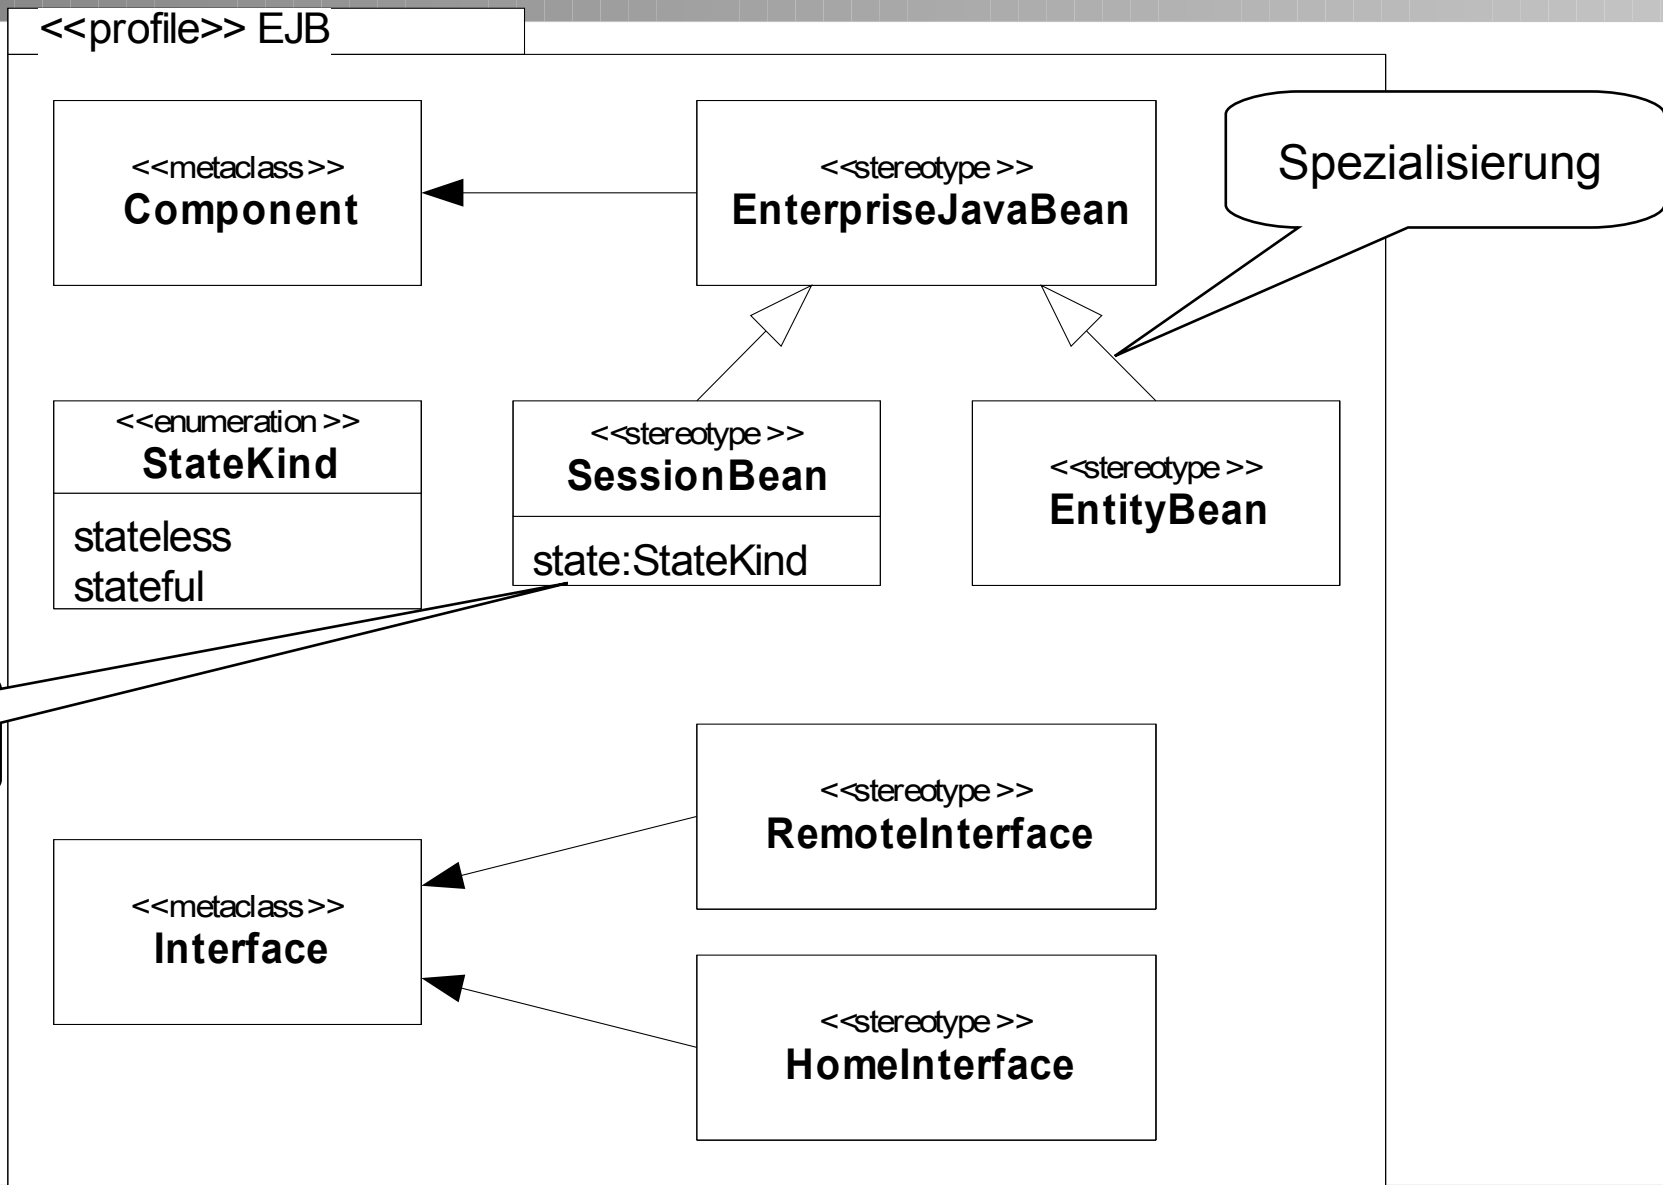 <<profile>> EJB
<<metaclass>>
Component
<<stereotype>>
EnterpriseJavaBean
Spezialisierung
<<enumeration>>
StateKind
stateless
stateful
<<stereotype>>
SessionBean
state:StateKind
<<stereotype>>
EntityBean
<<stereotype>>
RemoteInterface
<<metaclass>>
Interface
<<stereotype>>
HomeInterface